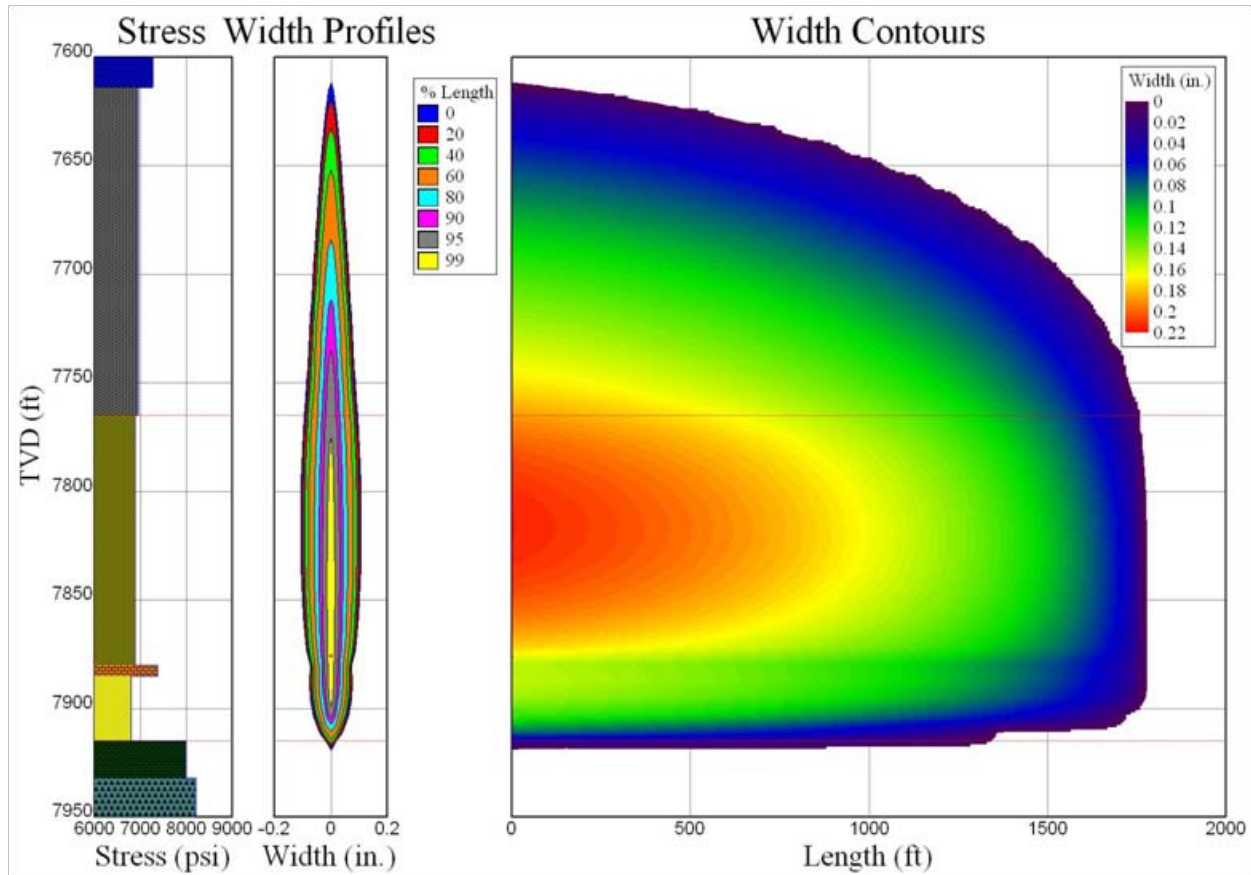 Stress
Width Profiles
Width Contours
7600
7650
7700
7750
7800
7850
7900
7950
TVD (ft)
6000 7000 8000 9000
Stress (psi)
-0.2 0 0.2
Width (in.)
% Length
0
20
40
60
80
90
95
99
Width (in.)
0
0.02
0.04
0.06
0.08
0.1
0.12
0.14
0.16
0.18
0.2
0.22
0 500 1000 1500 2000
Length (ft)